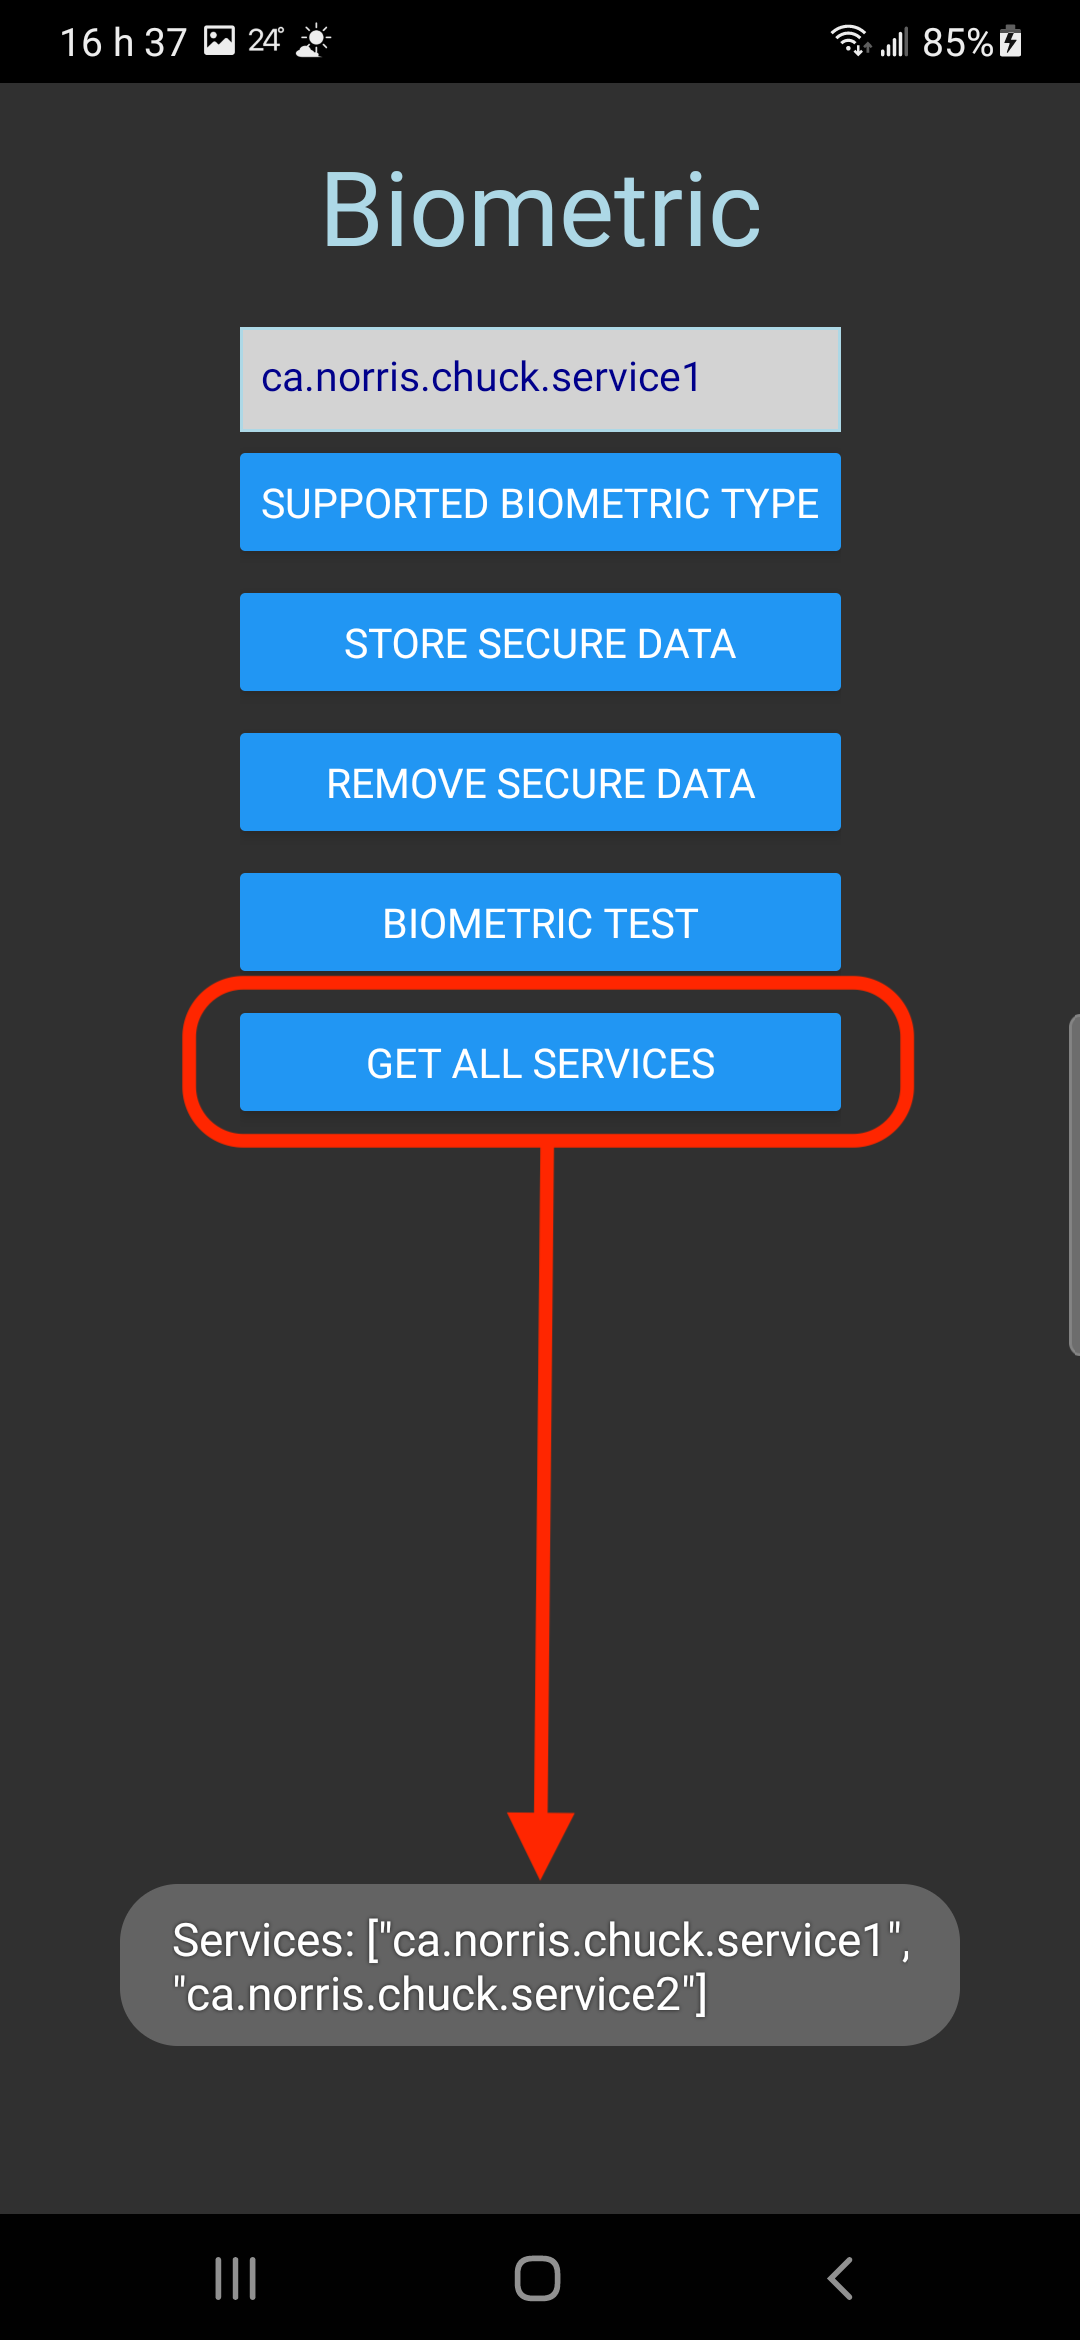 16 h 37 24° 85%
Biometric
ca.norris.chuck.service1
SUPPORTED BIOMETRIC TYPE
STORE SECURE DATA
REMOVE SECURE DATA
BIOMETRIC TEST
GET ALL SERVICES
Services: ["ca.norris.chuck.service1",
"ca.norris.chuck.service2"]